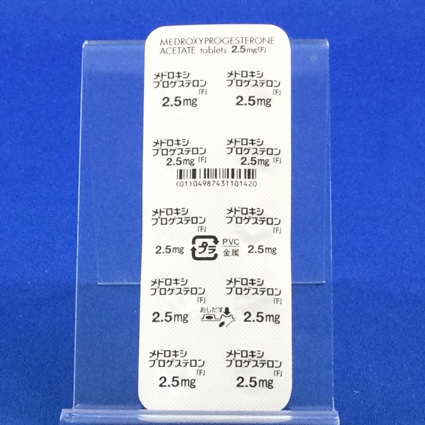 MEDROXYPROGESTERONE
ACETATE tablets 2.5mg「F」
メドロキシ メドロキシ
プロゲステロン プロゲステロン
「F」 「F」
2.5mg 2.5mg
メドロキシ メドロキシ
プロゲステロン プロゲステロン
2.5mg「F」 2.5mg「F」
(01)04987431101420
メドロキシ メドロキシ
プロゲステロン プロゲステロン
「F」 「F」
2.5mg プラ PVC 2.5mg
金属
メドロキシ メドロキシ
プロゲステロン プロゲステロン
「F」 おしだす 「F」
2.5mg 2.5mg
メドロキシ メドロキシ
プロゲステロン プロゲステロン
「F」 「F」
2.5mg 2.5mg